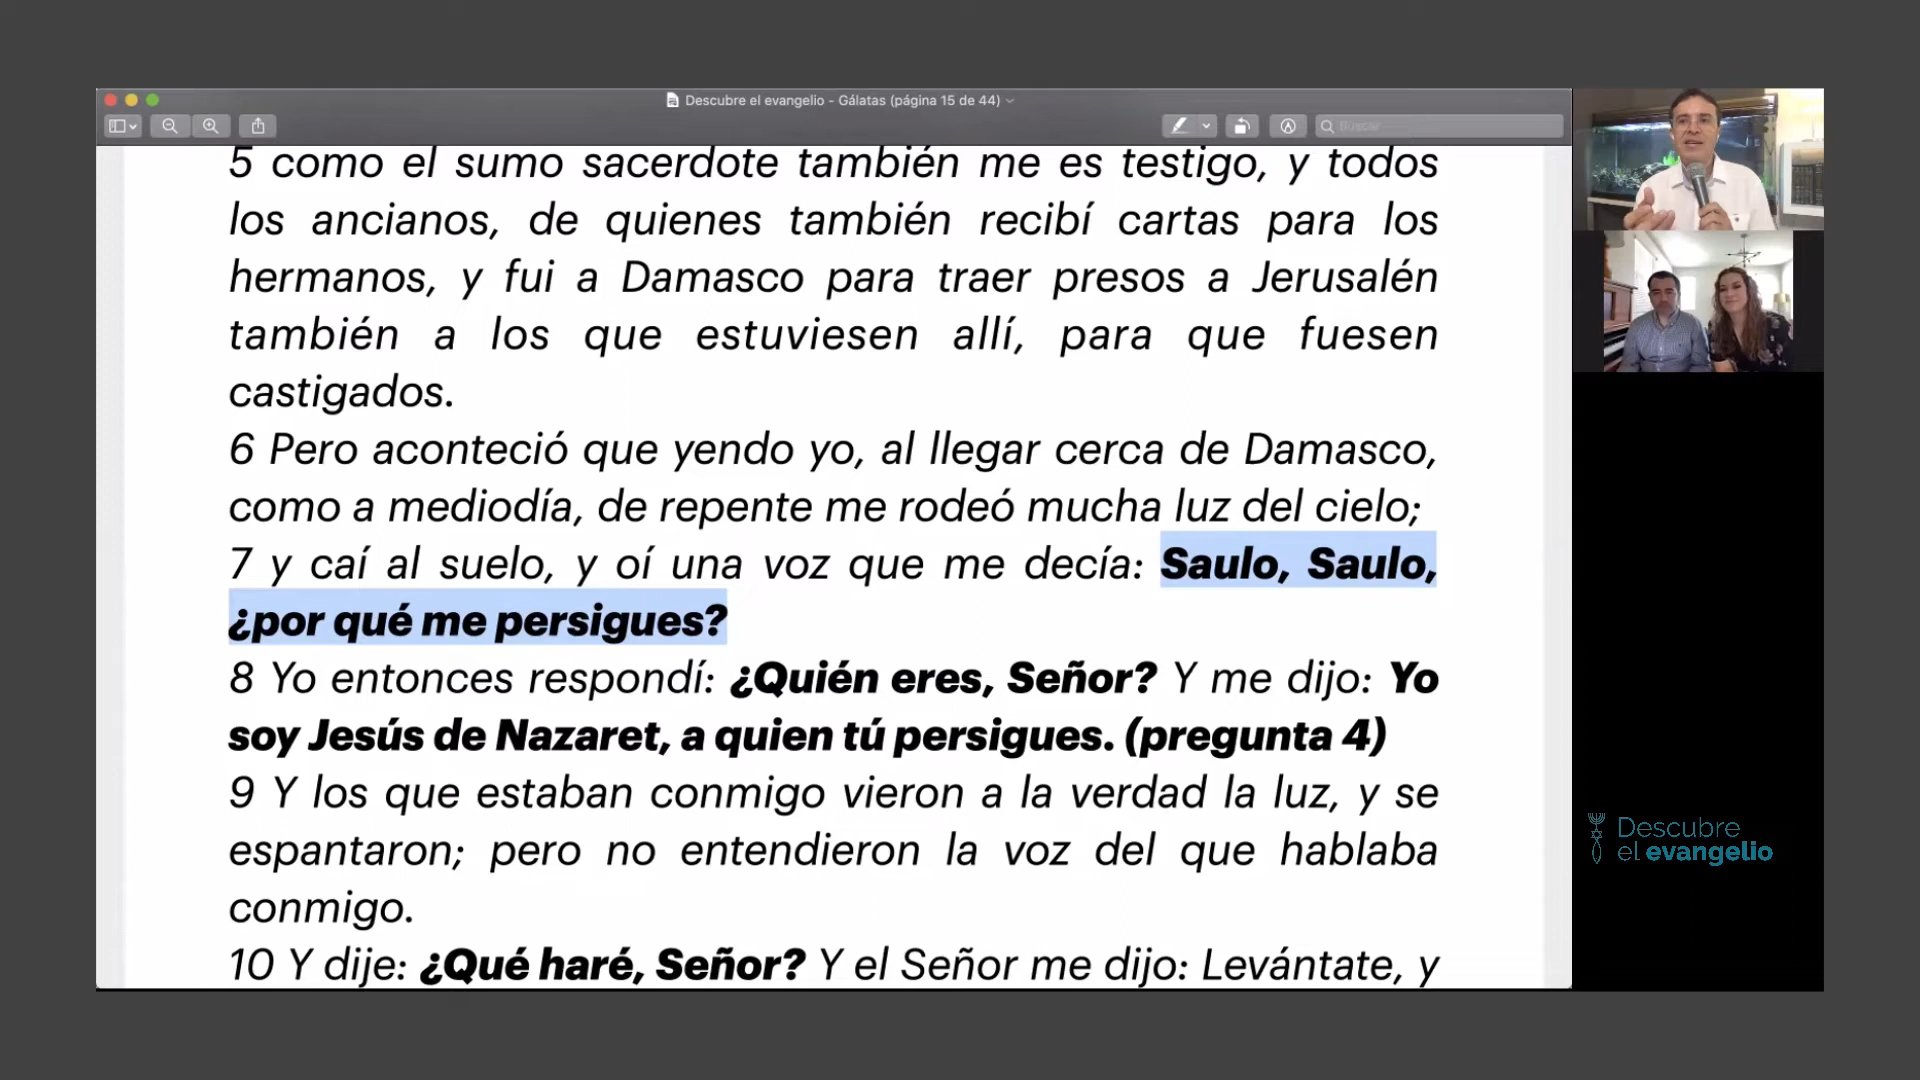 Descubre el evangelio - Gálatas (página 15 de 44)
Buscar
5 como el sumo sacerdote también me es testigo, y todos
los ancianos, de quienes también recibí cartas para los
hermanos, y fui a Damasco para traer presos a Jerusalén
también a los que estuviesen allí, para que fuesen
castigados.
6 Pero aconteció que yendo yo, al llegar cerca de Damasco,
como a mediodía, de repente me rodeó mucha luz del cielo;
7 y caí al suelo, y oí una voz que me decía: Saulo, Saulo,
¿por qué me persigues?
8 Yo entonces respondí: ¿Quién eres, Señor? Y me dijo: Yo
soy Jesús de Nazaret, a quien tú persigues. (pregunta 4)
9 Y los que estaban conmigo vieron a la verdad la luz, y se
espantaron; pero no entendieron la voz del que hablaba
conmigo.
10 Y dije: ¿Qué haré, Señor? Y el Señor me dijo: Levántate, y
Descubre
el evangelio